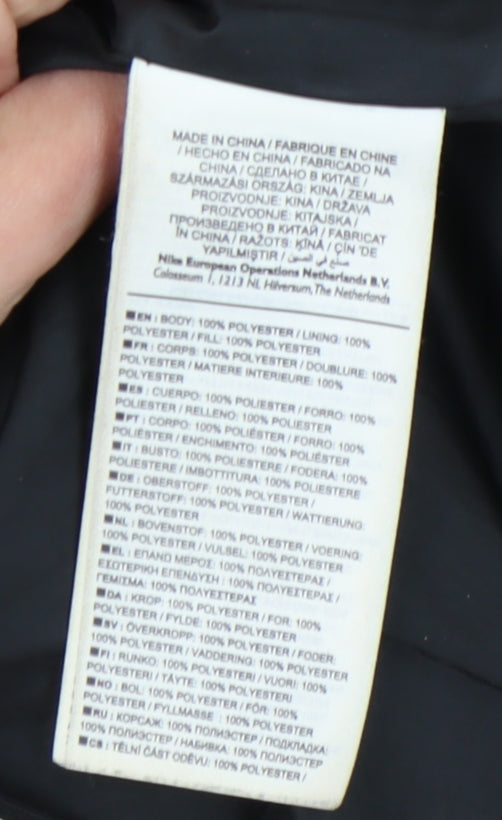 MADE IN CHINA / FABRIQUE EN CHINE
/ HECHO EN CHINA / FABRICADO NA
CHINA / СДЕЛАНО В КИТАЕ /
SZÁRMAZÁSI ORSZÁG: KINA / ZEMLJA
PROIZVODNJE: KINA / DRŽAVA
PROIZVODNJE: KITAJSKA /
ПРОИЗВЕДЕНО В КИТАЙ / FABRICAT
ÎN CHINA / RAŽOTS: ĶĪNĀ / ÇİN 'DE
YAPILMIŞTIR / صنع في الصين
Nike European Operations Netherlands B.V.
Colosseum 1, 1213 NL Hilversum, The Netherlands
■EN : BODY: 100% POLYESTER / LINING: 100%
POLYESTER / FILL: 100% POLYESTER
■FR : CORPS: 100% POLYESTER / DOUBLURE: 100%
POLYESTER / MATIERE INTERIEURE: 100%
POLYESTER
■ES : CUERPO: 100% POLIESTER / FORRO: 100%
POLIESTER / RELLENO: 100% POLIESTER
■PT : CORPO: 100% POLIÉSTER / FORRO: 100%
POLIÉSTER / ENCHIMENTO: 100% POLIÉSTER
■IT : BUSTO: 100% POLIESTERE / FODERA: 100%
POLIESTERE / IMBOTTITURA: 100% POLIESTERE
■DE : OBERSTOFF: 100% POLYESTER /
FUTTERSTOFF: 100% POLYESTER / WATTIERUNG:
100% POLYESTER
■NL : BOVENSTOF: 100% POLYESTER / VOERING:
100% POLYESTER / VULSEL: 100% POLYESTER
■EL : ΕΠΑΝΩ ΜΕΡΟΣ: 100% ΠΟΛΥΕΣΤΕΡΑΣ /
ΕΣΩΤΕΡΙΚΗ ΕΠΕΝΔΥΣΗ : 100% ΠΟΛΥΕΣΤΕΡΑΣ /
ΓΕΜΙΣΜΑ: 100% ΠΟΛΥΕΣΤΕΡΑΣ
■DA : KROP: 100% POLYESTER / FOR: 100%
POLYESTER / FYLDE: 100% POLYESTER
■SV : ÖVERKROPP: 100% POLYESTER / FODER:
100% POLYESTER / VADDERING: 100% POLYESTER
■FI : RUNKO: 100% POLYESTERI / VUORI: 100%
POLYESTERI / TÄYTE: 100% POLYESTERI
■NO : BOL: 100% POLYESTER / FÔR: 100%
POLYESTER / FYLLMASSE : 100% POLYESTER
■RU : КОРСАЖ: 100% ПОЛИЭСТЕР / ПОДКЛАДКА:
100% ПОЛИЭСТЕР / НАБИВКА: 100% ПОЛИЭСТЕР
■CS : TĚLNÍ ČÁST ODĚVU: 100% POLYESTER /